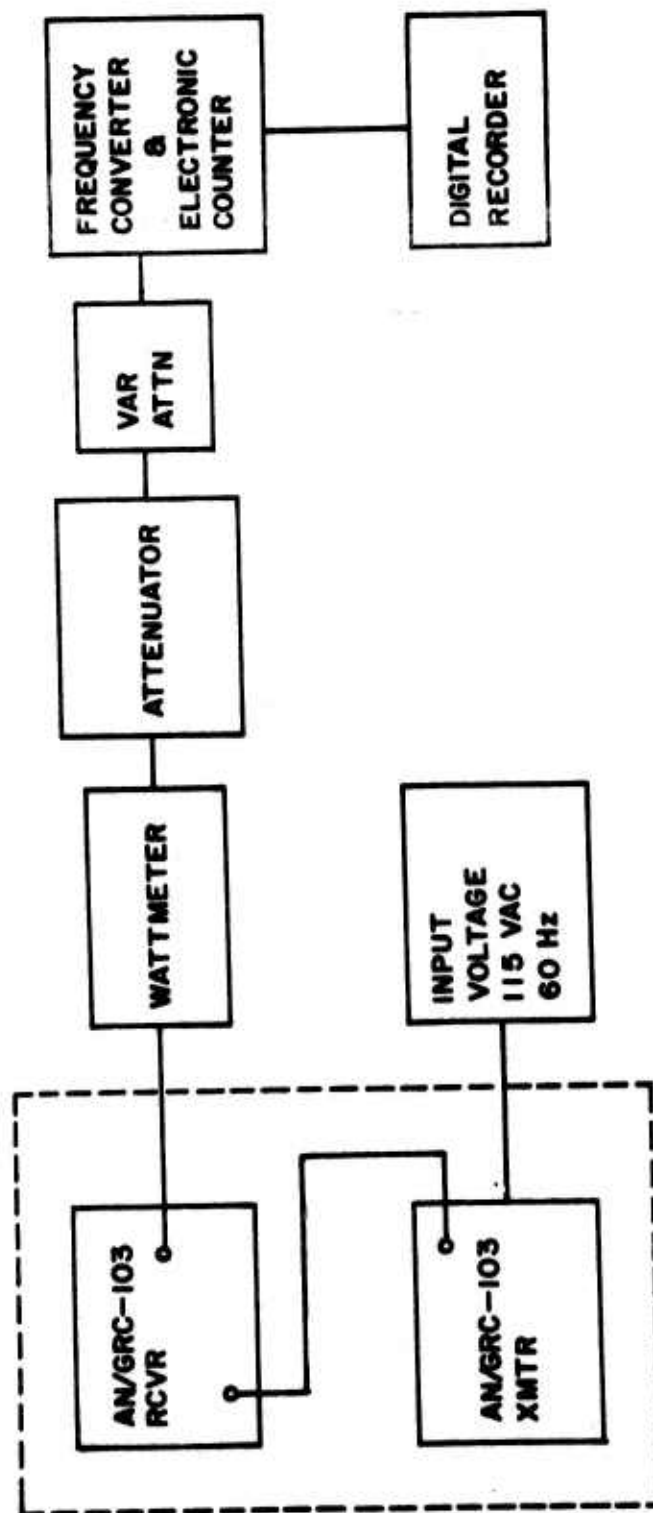 AN/GRC-103
RCVR
WATTMETER
ATTENUATOR
VAR
ATTN
FREQUENCY
CONVERTER
&
ELECTRONIC
COUNTER
AN/GRC-103
XMTR
INPUT
VOLTAGE
115 VAC
60 Hz
DIGITAL
RECORDER